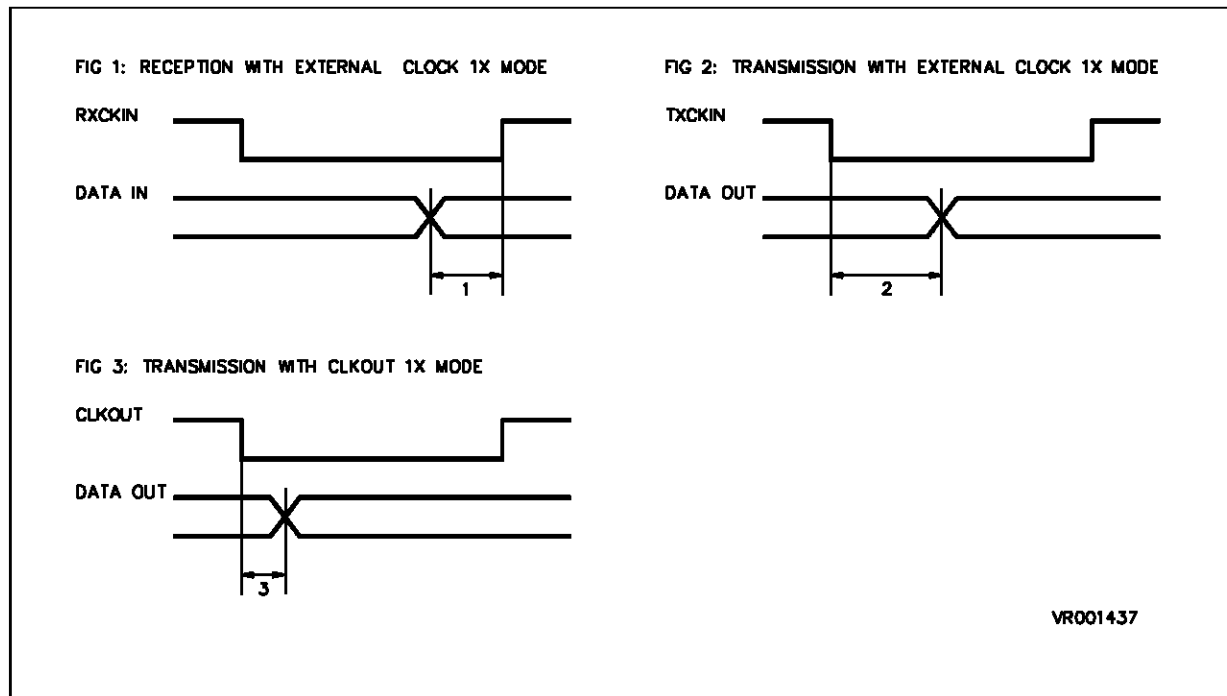 FIG 1: RECEPTION WITH EXTERNAL CLOCK 1X MODE
RXCKIN
DATA IN
1
FIG 2: TRANSMISSION WITH EXTERNAL CLOCK 1X MODE
TXCKIN
DATA OUT
2
FIG 3: TRANSMISSION WITH CLKOUT 1X MODE
CLKOUT
DATA OUT
3
VR001437